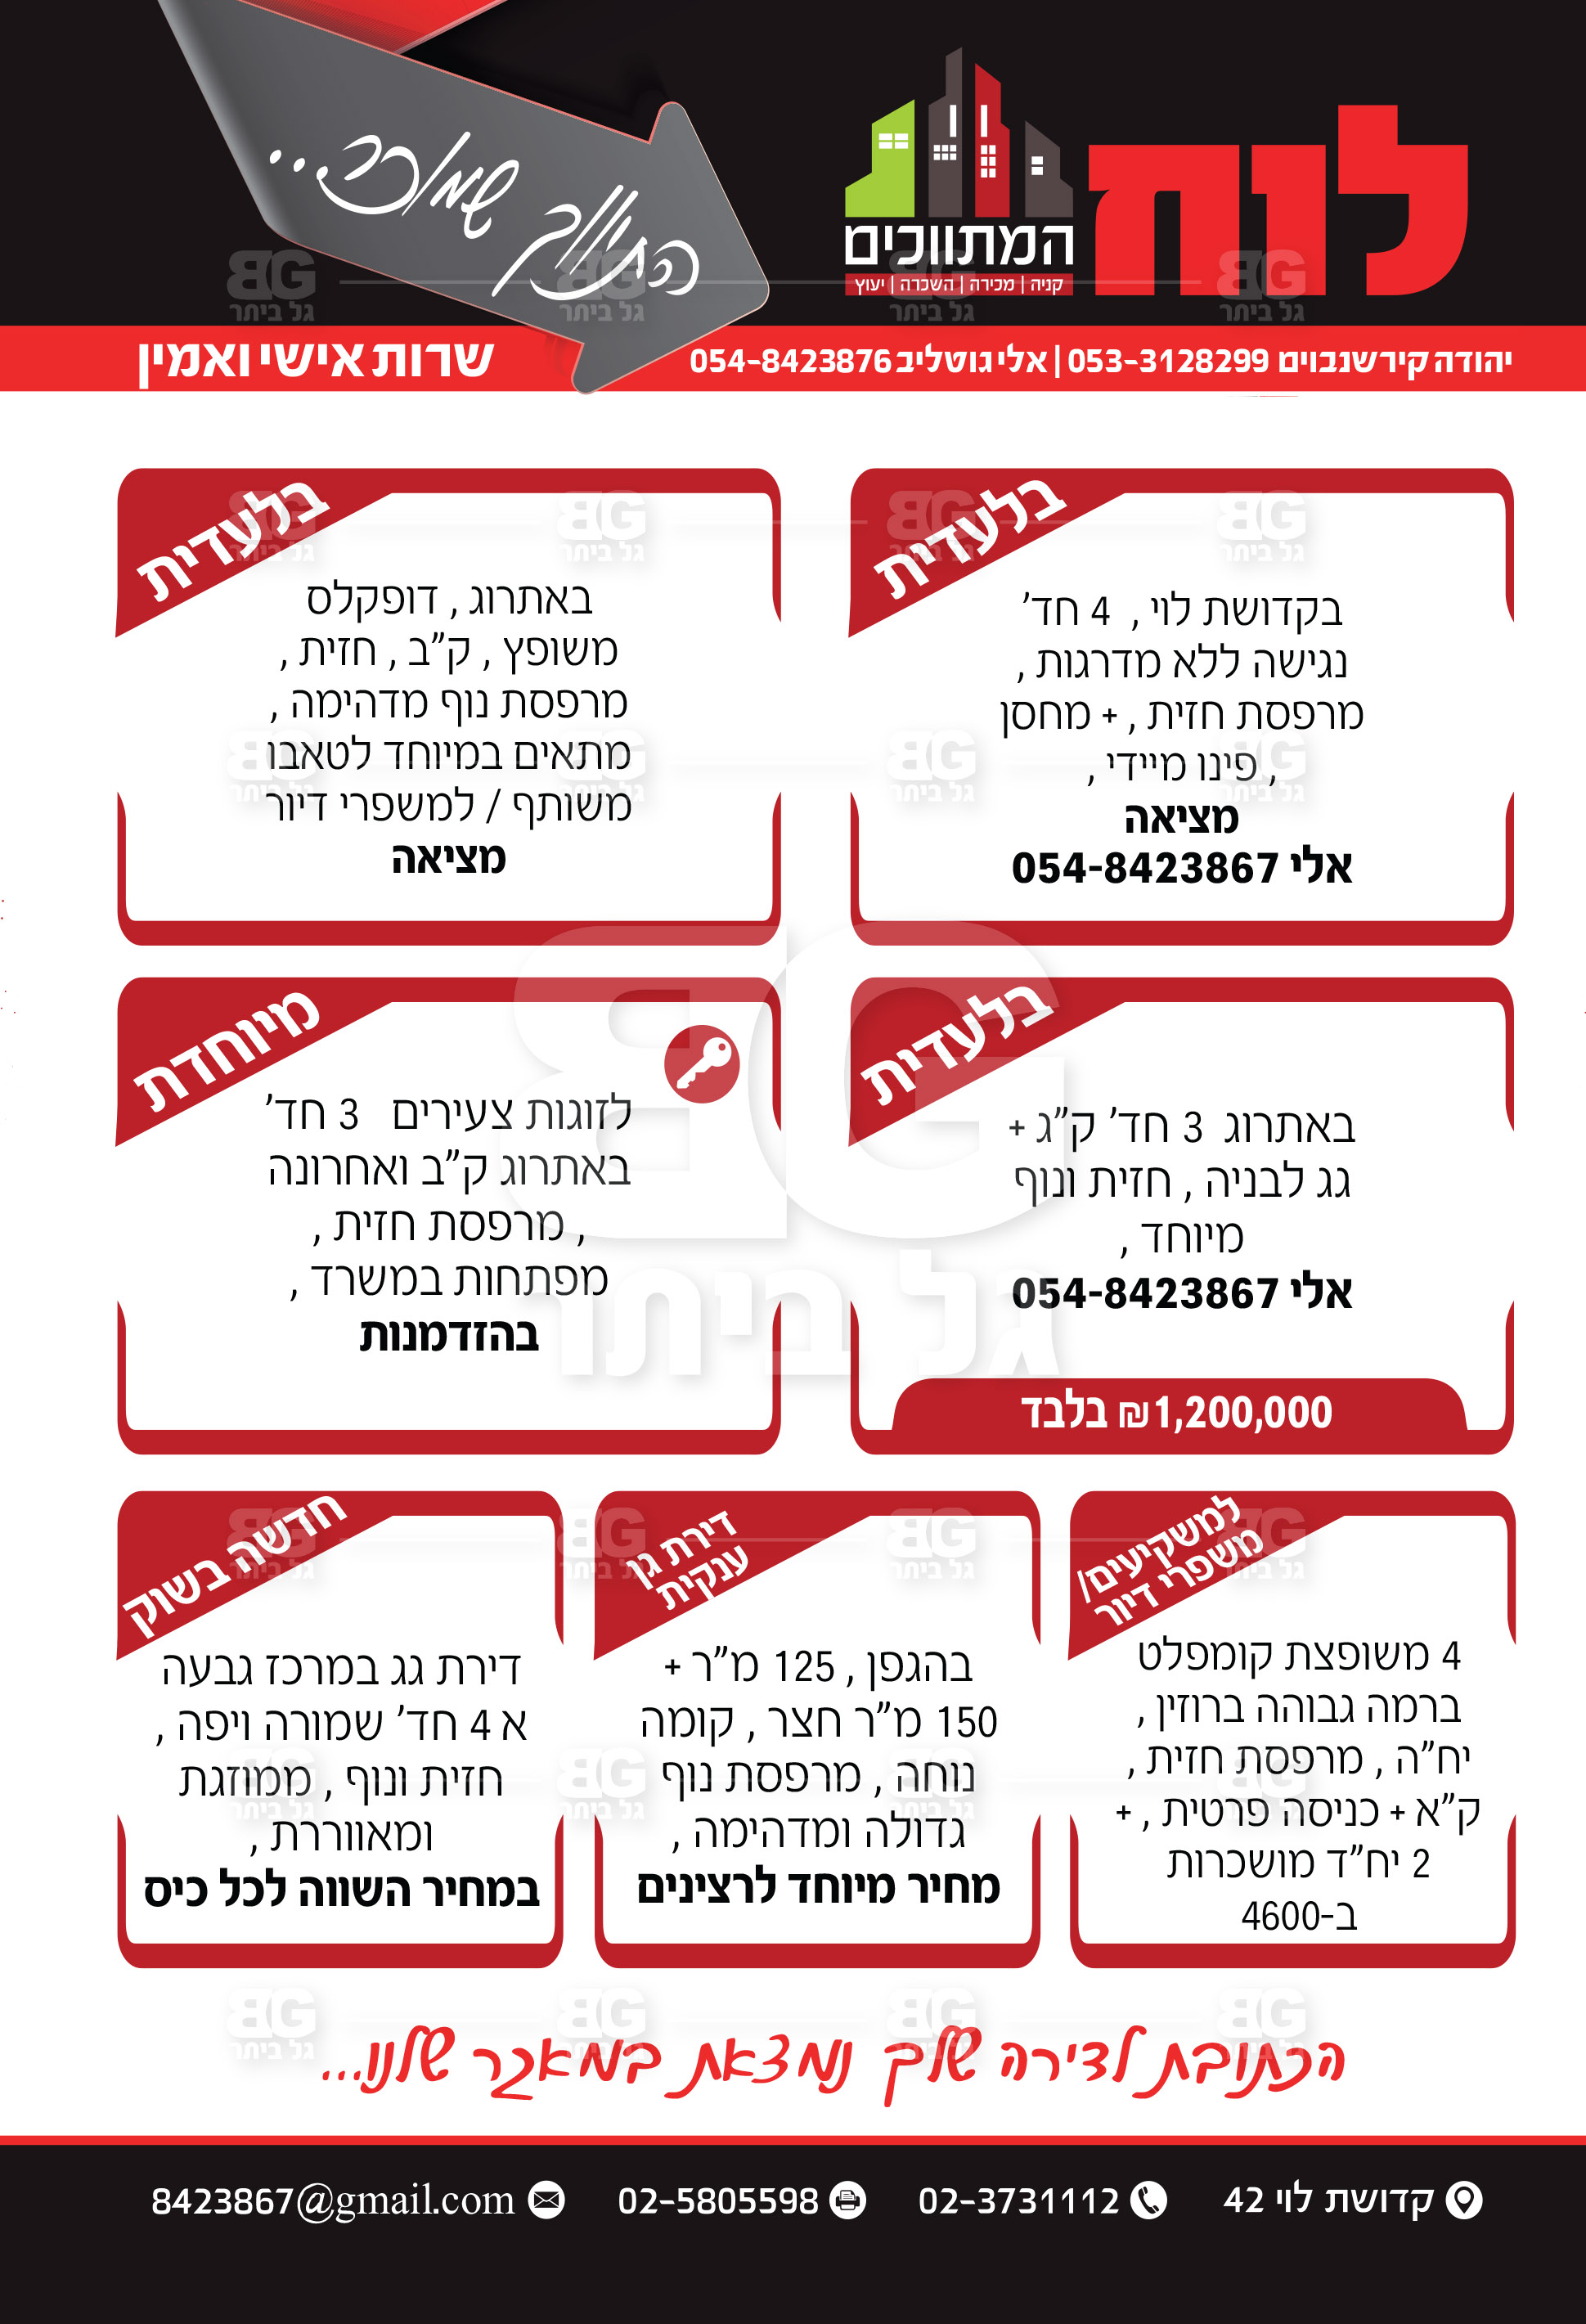 לוח
המתווכים
קניה | מכירה | השכרה | יעוץ
התיווך שמוכר...
יהודה קירשנבוים 053-3128299 | אלי גוטליב 054-8423876
שרות אישי ואמין
בלעדית
בקדושת לוי , 4 חד'
נגישה ללא מדרגות ,
מרפסת חזית , + מחסן
, פינו מיידי ,
מציאה
אלי 054-8423867
בלעדית
באתרוג , דופקלס
משופץ , ק"ב , חזית ,
מרפסת נוף מדהימה ,
מתאים במיוחד לטאבו
משותף / למשפרי דיור
מציאה
בלעדית
באתרוג 3 חד' ק"ג +
גג לבניה , חזית ונוף
מיוחד ,
אלי 054-8423867
1,200,000₪ בלבד
מיוחדת
לזוגות צעירים 3 חד'
באתרוג ק"ב ואחרונה
, מרפסת חזית ,
מפתחות במשרד ,
בהזדמנות
למשקיעים/
משפרי דיור
4 משופצת קומפלט
ברמה גבוהה ברוזין ,
יח"ה , מרפסת חזית ,
ק"א + כניסה פרטית , +
2 יח"ד מושכרות
ב-4600
דירת גן
ענקית
בהגפן , 125 מ"ר +
150 מ"ר חצר , קומה
נוחה , מרפסת נוף
גדולה ומדהימה ,
מחיר מיוחד לרצינים
חדשה בשוק
דירת גג במרכז גבעה
א 4 חד' שמורה ויפה ,
חזית ונוף , ממוזגת
ומאווררת ,
במחיר השווה לכל כיס
BG
גל ביתר
הכתובת לדירה שלך נמצאת במאגר שלנו...
קדושת לוי 42
02-3731112
02-5805598
8423867@gmail.com